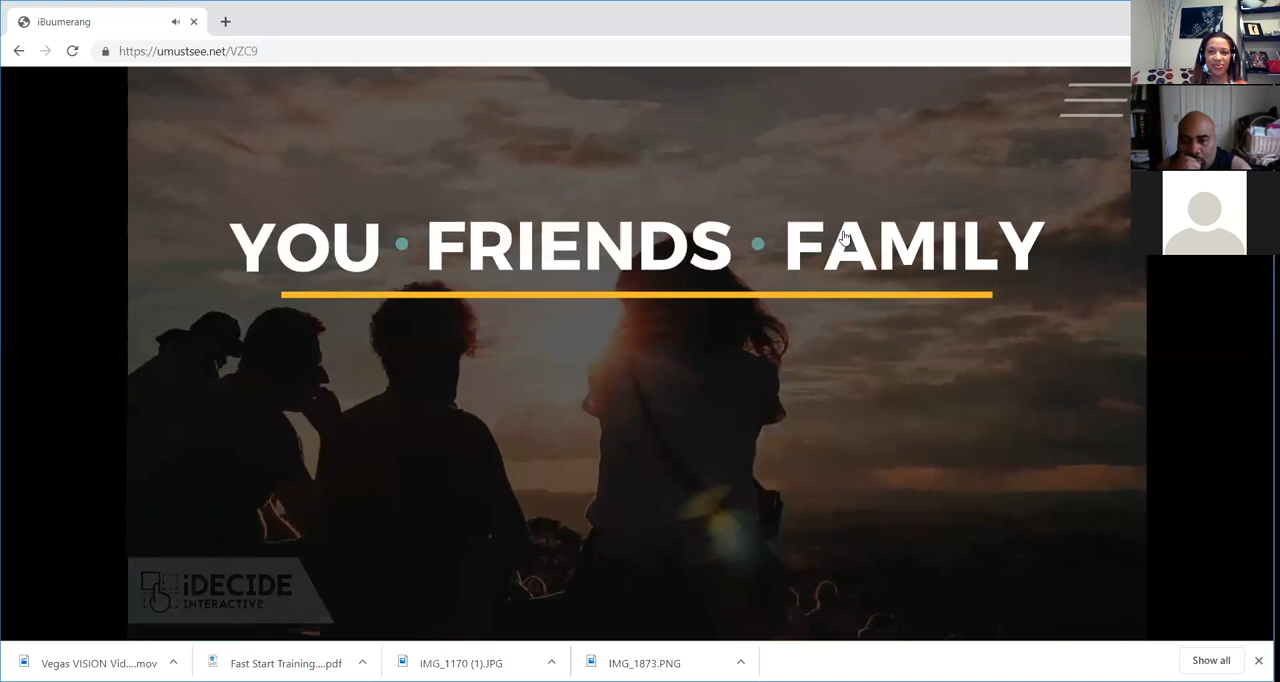 iBuumerang
https://umustsee.net/VZC9
YOU • FRIENDS • FAMILY
iDECIDE
INTERACTIVE
Vegas VISION Vid....mov
Fast Start Training....pdf
IMG_1170 (1).JPG
IMG_1873.PNG
Show all